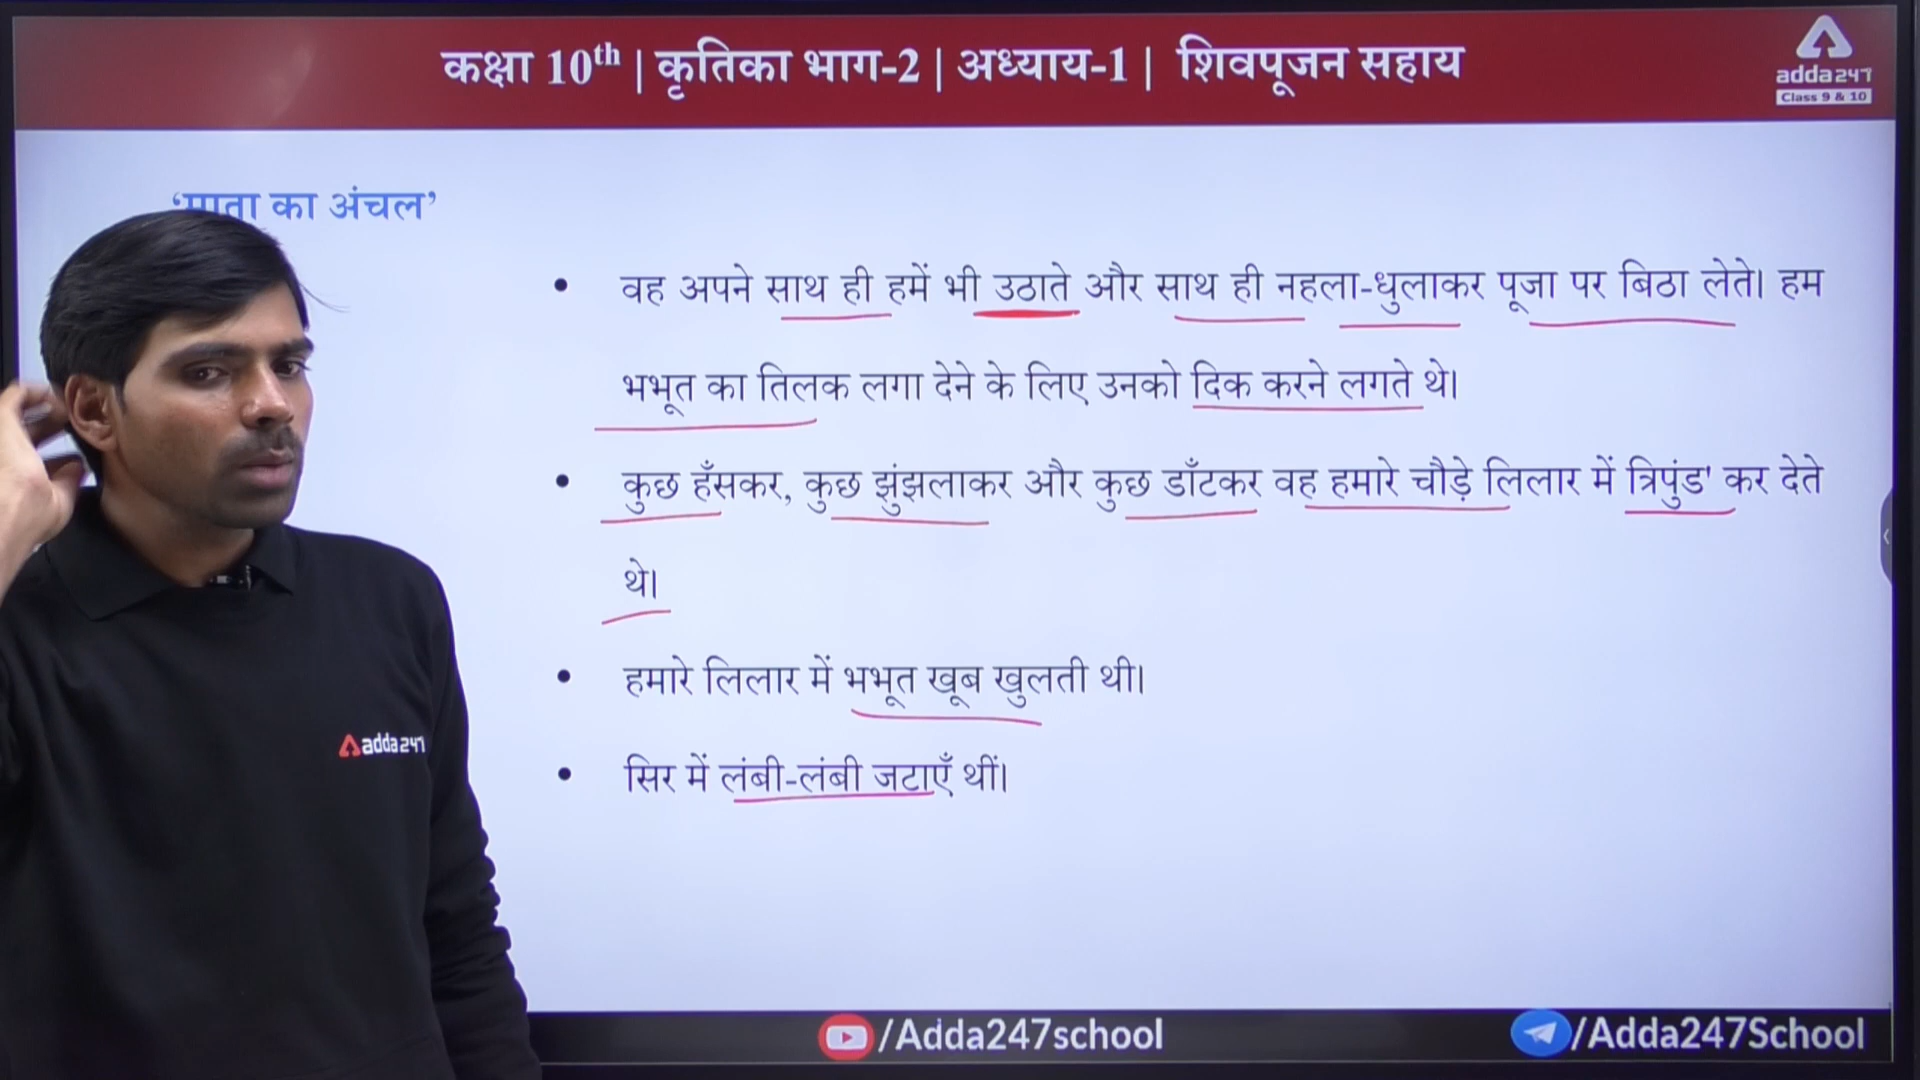 कक्षा 10th | कृतिका भाग-2 | अध्याय-1 | शिवपूजन सहाय
adda247
Class 9 & 10
‘माता का अंचल’
• वह अपने साथ ही हमें भी उठाते और साथ ही नहला-धुलाकर पूजा पर बिठा लेते। हम
भभूत का तिलक लगा देने के लिए उनको दिक करने लगते थे।
• कुछ हँसकर, कुछ झुंझलाकर और कुछ डाँटकर वह हमारे चौड़े लिलार में त्रिपुंड' कर देते
थे।
• हमारे लिलार में भभूत खूब खुलती थी।
• सिर में लंबी-लंबी जटाएँ थीं।
adda247
/Adda247school
/Adda247School